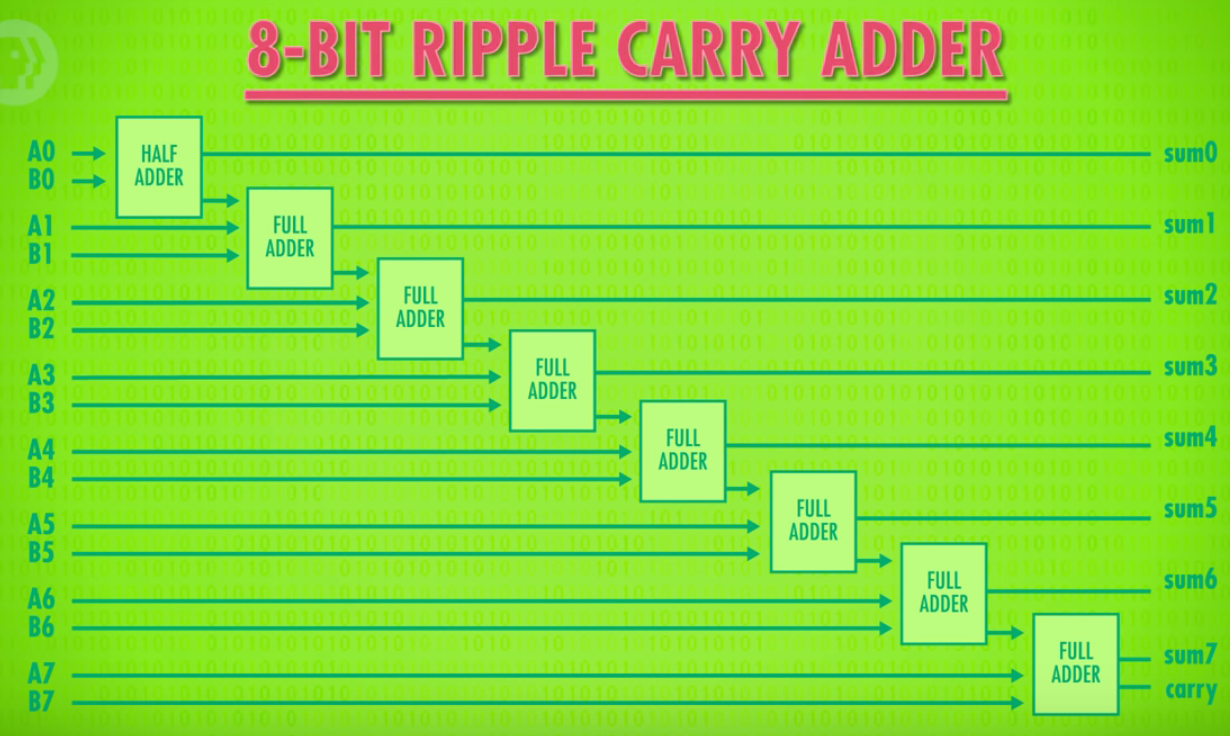 8-BIT RIPPLE CARRY ADDER
A0
B0
HALF
ADDER
sum0
A1
B1
FULL
ADDER
sum1
A2
B2
FULL
ADDER
sum2
A3
B3
FULL
ADDER
sum3
A4
B4
FULL
ADDER
sum4
A5
B5
FULL
ADDER
sum5
A6
B6
FULL
ADDER
sum6
A7
B7
FULL
ADDER
sum7
carry